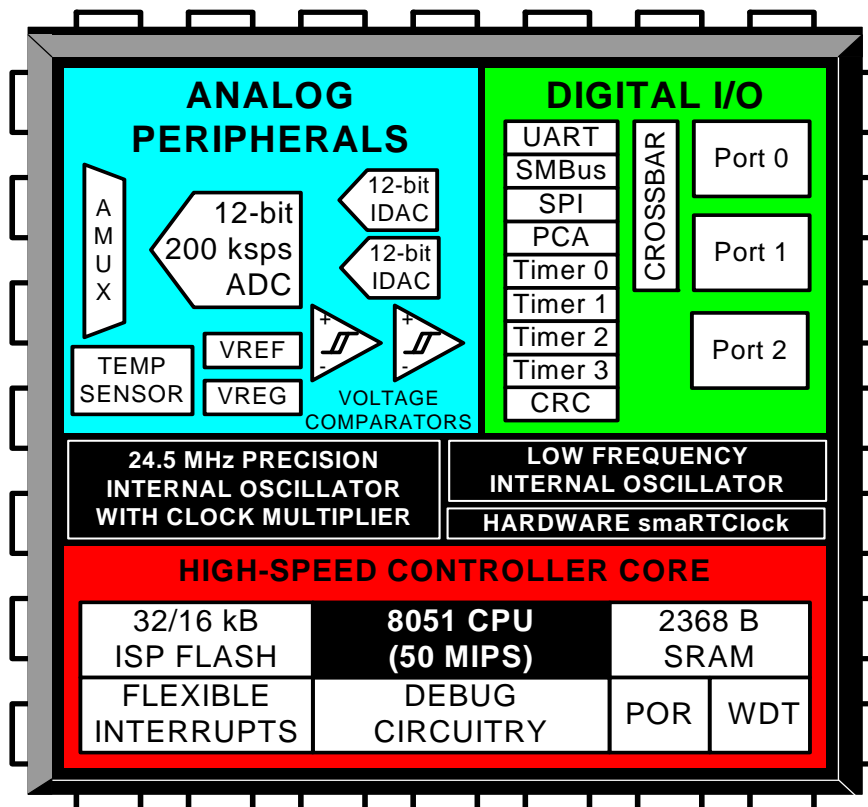 ANALOG
PERIPHERALS
A
M
U
X
12-bit
200 ksps
ADC
12-bit
IDAC
12-bit
IDAC
TEMP
SENSOR
VREF
VREG
+
-
+
-
VOLTAGE
COMPARATORS
DIGITAL I/O
UART
SMBus
SPI
PCA
Timer 0
Timer 1
Timer 2
Timer 3
CRC
CROSSBAR
Port 0
Port 1
Port 2
24.5 MHz PRECISION
INTERNAL OSCILLATOR
WITH CLOCK MULTIPLIER
LOW FREQUENCY
INTERNAL OSCILLATOR
HARDWARE smaRTClock
HIGH-SPEED CONTROLLER CORE
32/16 kB
ISP FLASH
8051 CPU
(50 MIPS)
2368 B
SRAM
FLEXIBLE
INTERRUPTS
DEBUG
CIRCUITRY
POR
WDT